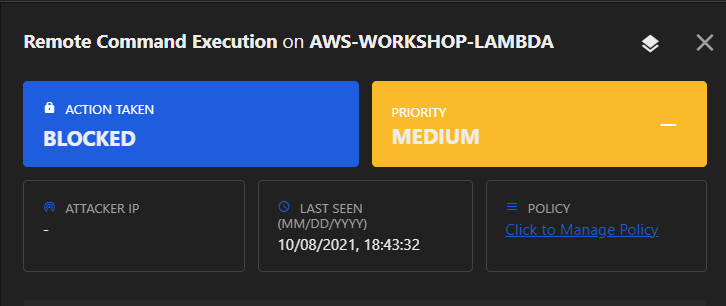 Remote Command Execution on AWS-WORKSHOP-LAMBDA
ACTION TAKEN
BLOCKED
PRIORITY
MEDIUM
ATTACKER IP
-
LAST SEEN
(MM/DD/YYYY)
10/08/2021, 18:43:32
POLICY
Click to Manage Policy